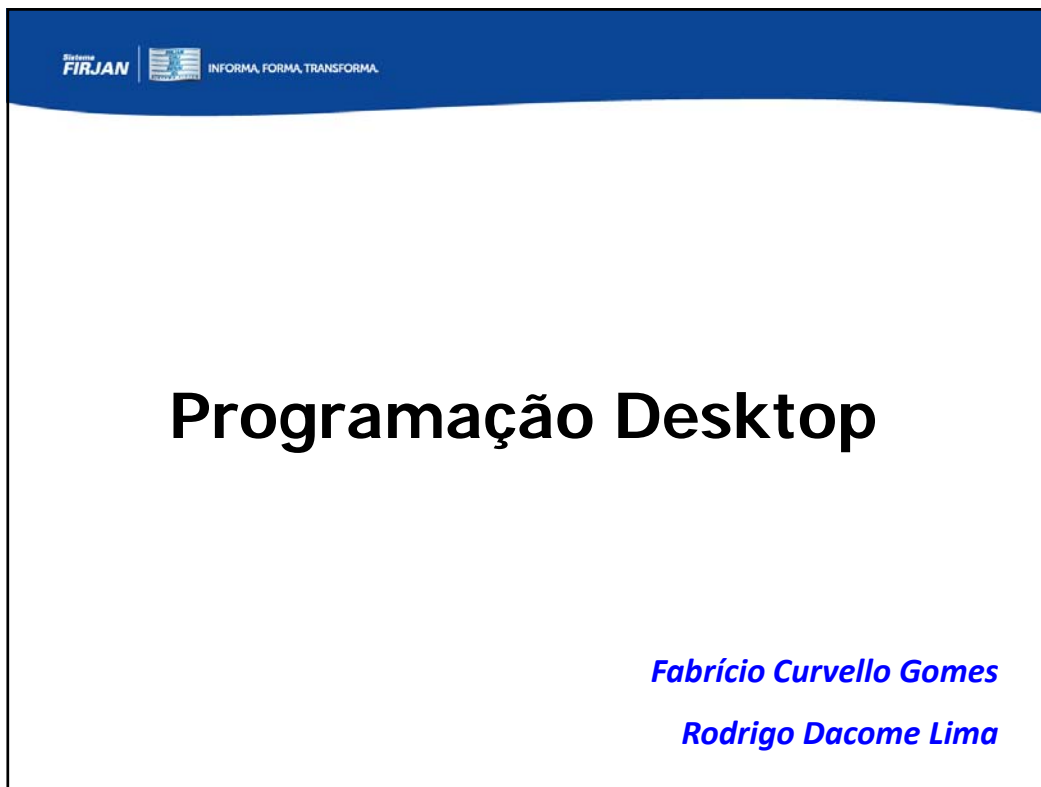 Sistema
FIRJAN
INFORMA, FORMA, TRANSFORMA.
Programação Desktop
Fabrício Curvello Gomes
Rodrigo Dacome Lima